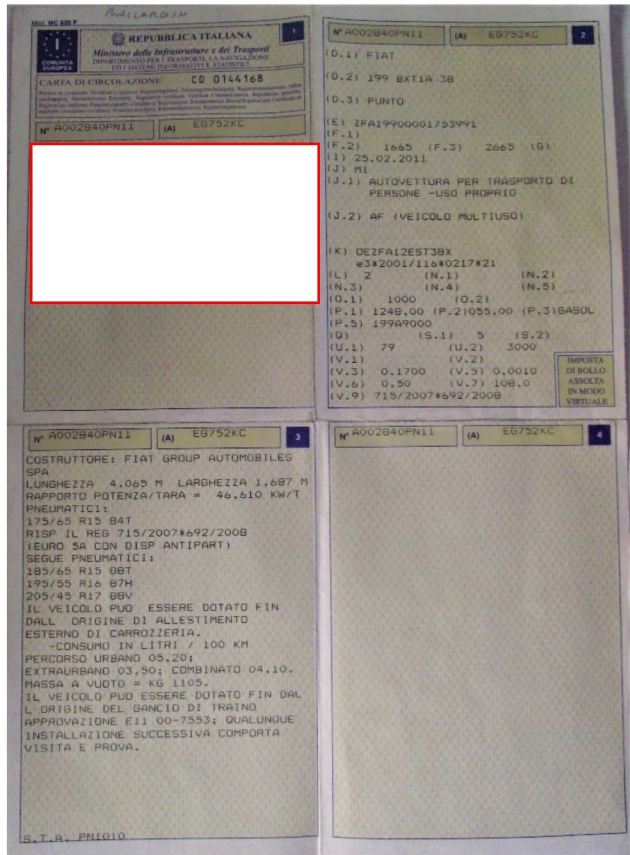 Mod. MC 820 F
BALLARDIN
1
I
COMUNITÀ
EUROPEA
REPUBBLICA ITALIANA
Ministero delle Infrastrutture e dei Trasporti
DIPARTIMENTO PER I TRASPORTI, LA NAVIGAZIONE
ED I SISTEMI INFORMATIVI E STATISTICI
CARTA DI CIRCOLAZIONE CD 0144168
N° A002840PN11 (A) EG752KC
N° A002840PN11 (A) EG752KC 2
(D.1) FIAT
(D.2) 199 BXT1A 38
(D.3) PUNTO
(E) ZFA19900001753991
(F.1)
(F.2) 1665 (F.3) 2665 (G)
(I) 25.02.2011
(J) M1
(J.1) AUTOVETTURA PER TRASPORTO DI
PERSONE -USO PROPRIO
(J.2) AF (VEICOLO MULTIUSO)
(K) OEZFA12EST38X
e3*2001/116*0217*21
(L) 2 (N.1) (N.2)
(N.3) (N.4) (N.5)
(O.1) 1000 (O.2)
(P.1) 1248,00 (P.2)055,00 (P.3)GASOL
(P.5) 199A9000
(Q) (S.1) 5 (S.2)
(U.1) 79 (U.2) 3000
(V.1) (V.2)
(V.3) 0,1700 (V.5) 0,0010
(V.6) 0,50 (V.7) 108,0
(V.9) 715/2007*692/2008
IMPOSTA
DI BOLLO
ASSOLTA
IN MODO
VIRTUALE
N° A002840PN11 (A) EG752KC 3
COSTRUTTORE: FIAT GROUP AUTOMOBILES
SPA
LUNGHEZZA 4,065 M LARGHEZZA 1,687 M
RAPPORTO POTENZA/TARA = 46,610 KW/T
PNEUMATICI:
175/65 R15 84T
RISP IL REG 715/2007*692/2008
(EURO 5A CON DISP ANTIPART)
SEGUE PNEUMATICI:
185/65 R15 88T
195/55 R16 87H
205/45 R17 88V
IL VEICOLO PUO ESSERE DOTATO FIN
DALL ORIGINE DI ALLESTIMENTO
ESTERNO DI CARROZZERIA.
-CONSUMO IN LITRI / 100 KM
PERCORSO URBANO 05,20;
EXTRAURBANO 03,50; COMBINATO 04,10.
MASSA A VUOTO = KG 1105.
IL VEICOLO PUO ESSERE DOTATO FIN DAL
L ORIGINE DEL GANCIO DI TRAINO
APPROVAZIONE E11 00-7553; QUALUNQUE
INSTALLAZIONE SUCCESSIVA COMPORTA
VISITA E PROVA.
S.T.A. PNI010
N° A002840PN11 (A) EG752KC 4